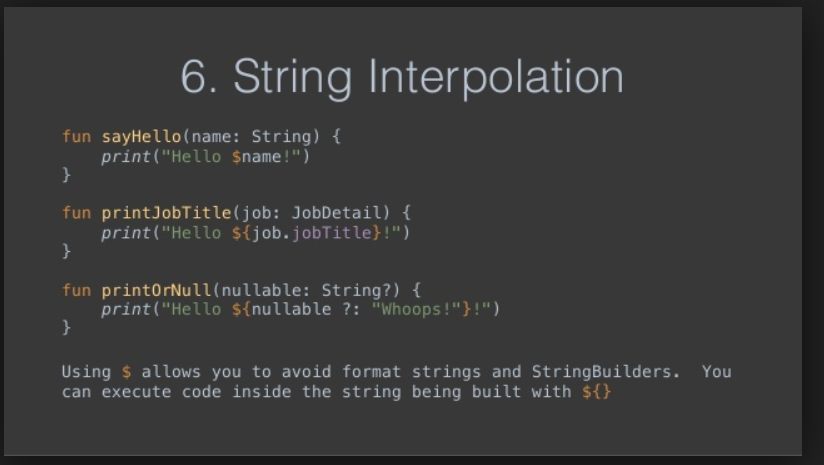 6. String Interpolation
fun sayHello(name: String) {
    print("Hello $name!")
}
fun printJobTitle(job: JobDetail) {
    print("Hello ${job.jobTitle}!")
}
fun printOrNull(nullable: String?) {
    print("Hello ${nullable ?: "Whoops!"}!")
}
Using $ allows you to avoid format strings and StringBuilders.  You
can execute code inside the string being built with ${}